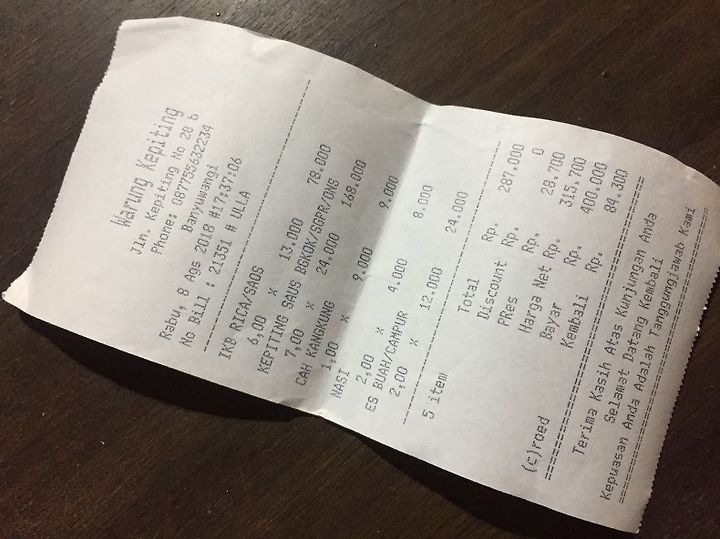 Warung Kepiting
Jln. Kepiting No 28 b
Phone: 087755632234
Banyuwangi
Rabu, 8 Ags 2018 #17:37:06
No Bill : 21351 # ULLA
IKB RICA/SAOS
6,00 x 13.000 78.000
KEPITING SAUS BGKOK/SGPR/ONS
7,00 x 24.000 168.000
CAH KANGKUNG
1,00 x 9.000 9.000
NASI
2,00 x 4.000 8.000
ES BUAH/CAMPUR
2,00 x 12.000 24.000
5 item
Total Rp. 287.000
Discount Rp. 0
PRes Rp. 28.700
Harga Net Rp. 315.700
Bayar Rp. 400.000
Kembali Rp. 84.300
(c)roed
Terima Kasih Atas Kunjungan Anda
Selamat Datang Kembali
Kepuasan Anda Adalah Tanggungjawab Kami